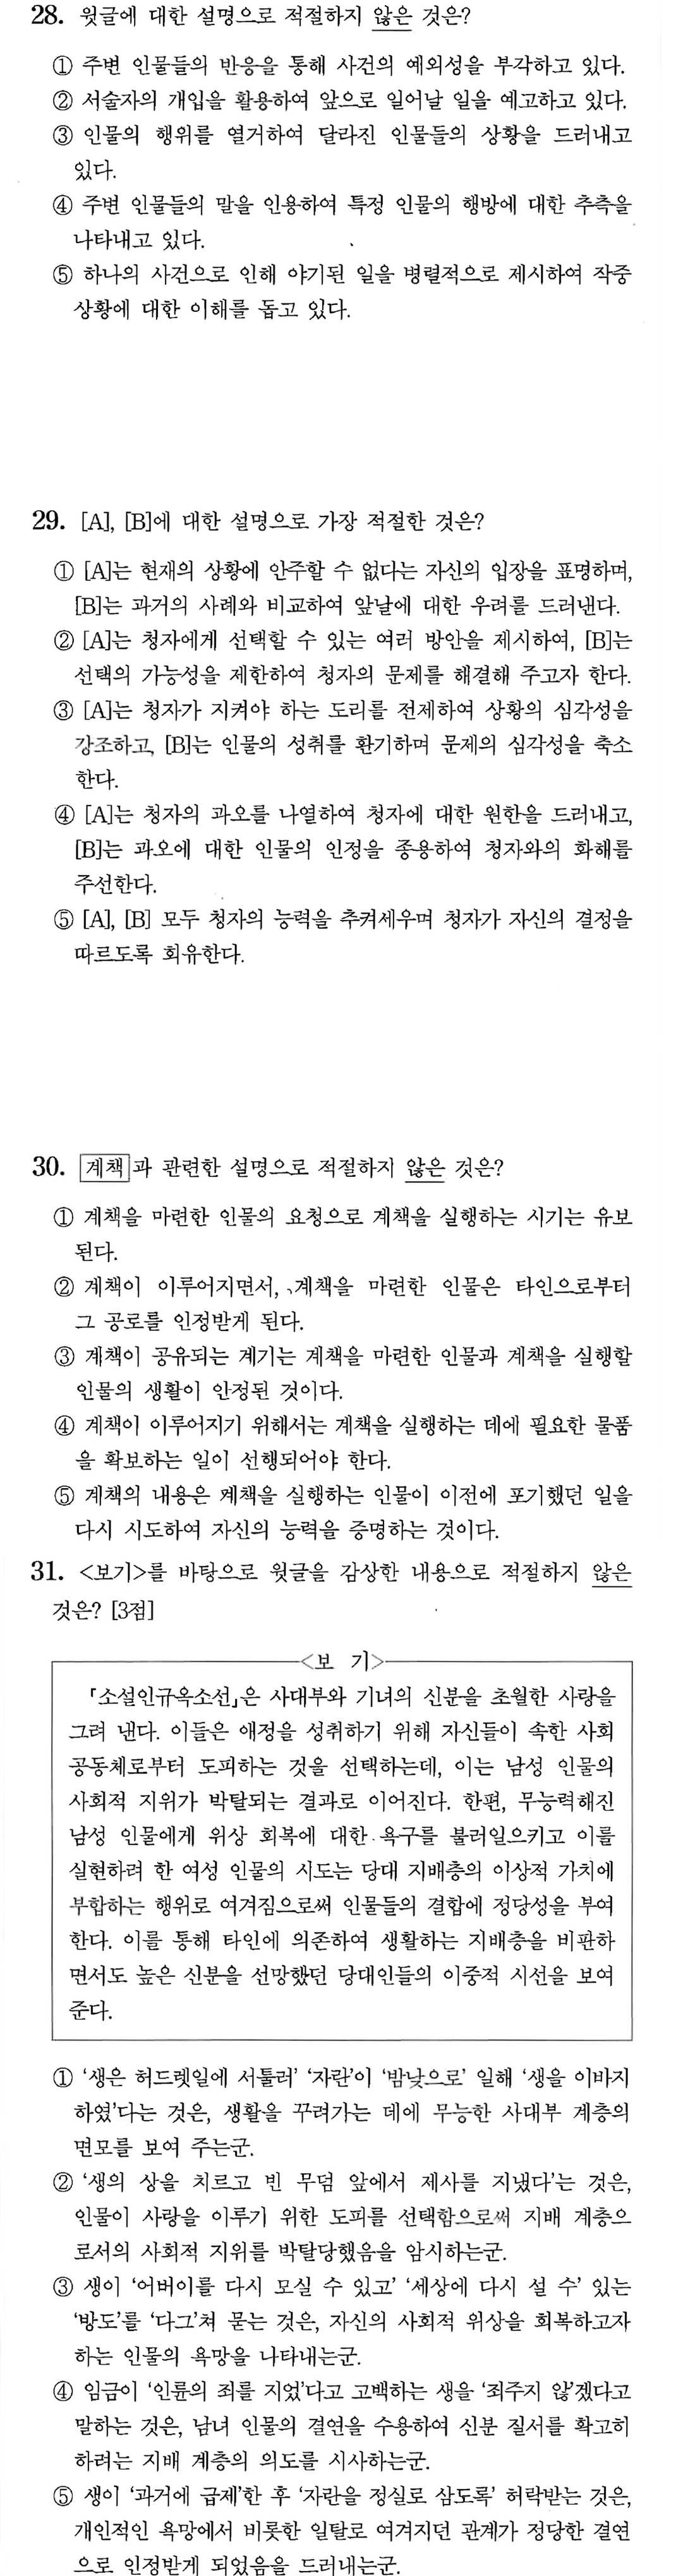 28. 윗글에 대한 설명으로 적절하지 않은 것은?
① 주변 인물들의 반응을 통해 사건의 예외성을 부각하고 있다.
② 서술자의 개입을 활용하여 앞으로 일어날 일을 예고하고 있다.
③ 인물의 행위를 열거하여 달라진 인물들의 상황을 드러내고
있다.
④ 주변 인물들의 말을 인용하여 특정 인물의 행방에 대한 추측을
나타내고 있다.
⑤ 하나의 사건으로 인해 야기된 일을 병렬적으로 제시하여 작중
상황에 대한 이해를 돕고 있다.
29. [A], [B]에 대한 설명으로 가장 적절한 것은?
① [A]는 현재의 상황에 안주할 수 없다는 자신의 입장을 표명하며,
[B]는 과거의 사례와 비교하여 앞날에 대한 우려를 드러낸다.
② [A]는 청자에게 선택할 수 있는 여러 방안을 제시하여, [B]는
선택의 가능성을 제한하여 청자의 문제를 해결해 주고자 한다.
③ [A]는 청자가 지켜야 하는 도리를 전제하여 상황의 심각성을
강조하고, [B]는 인물의 성취를 환기하며 문제의 심각성을 축소
한다.
④ [A]는 청자의 과오를 나열하여 청자에 대한 원한을 드러내고,
[B]는 과오에 대한 인물의 인정을 종용하여 청자와의 화해를
주선한다.
⑤ [A], [B] 모두 청자의 능력을 추켜세우며 청자가 자신의 결정을
따르도록 회유한다.
30. 계책과 관련한 설명으로 적절하지 않은 것은?
① 계책을 마련한 인물의 요청으로 계책을 실행하는 시기는 유보
된다.
② 계책이 이루어지면서, 계책을 마련한 인물은 타인으로부터
그 공로를 인정받게 된다.
③ 계책이 공유되는 계기는 계책을 마련한 인물과 계책을 실행할
인물의 생활이 안정된 것이다.
④ 계책이 이루어지기 위해서는 계책을 실행하는 데에 필요한 물품
을 확보하는 일이 선행되어야 한다.
⑤ 계책의 내용은 계책을 실행하는 인물이 이전에 포기했던 일을
다시 시도하여 자신의 능력을 증명하는 것이다.
31. <보기>를 바탕으로 윗글을 감상한 내용으로 적절하지 않은
것은? [3점]
<보 기>
「소설인규옥소선」은 사대부와 기녀의 신분을 초월한 사랑을
그려 낸다. 이들은 애정을 성취하기 위해 자신들이 속한 사회
공동체로부터 도피하는 것을 선택하는데, 이는 남성 인물의
사회적 지위가 박탈되는 결과로 이어진다. 한편, 무능력해진
남성 인물에게 위상 회복에 대한 욕구를 불러일으키고 이를
실현하려 한 여성 인물의 시도는 당대 지배층의 이상적 가치에
부합하는 행위로 여겨짐으로써 인물들의 결합에 정당성을 부여
한다. 이를 통해 타인에 의존하여 생활하는 지배층을 비판하
면서도 높은 신분을 선망했던 당대인들의 이중적 시선을 보여
준다.
① ‘생은 허드렛일에 서툴러’ ‘자란’이 ‘밤낮으로’ 일해 ‘생을 이바지
하였’다는 것은, 생활을 꾸려가는 데에 무능한 사대부 계층의
면모를 보여 주는군.
② ‘생의 상을 치르고 빈 무덤 앞에서 제사를 지냈다’는 것은,
인물이 사랑을 이루기 위한 도피를 선택함으로써 지배 계층으
로서의 사회적 지위를 박탈당했음을 암시하는군.
③ 생이 ‘어버이를 다시 모실 수 있고’ ‘세상에 다시 설 수’ 있는
‘방도’를 ‘다그’쳐 묻는 것은, 자신의 사회적 위상을 회복하고자
하는 인물의 욕망을 나타내는군.
④ 임금이 ‘인륜의 죄를 지었’다고 고백하는 생을 ‘죄주지 않’겠다고
말하는 것은, 남녀 인물의 결연을 수용하여 신분 질서를 확고히
하려는 지배 계층의 의도를 시사하는군.
⑤ 생이 ‘과거에 급제’한 후 ‘자란을 정실로 삼도록’ 허락받는 것은,
개인적인 욕망에서 비롯한 일탈로 여겨지던 관계가 정당한 결연
으로 인정받게 되었음을 드러내는군.